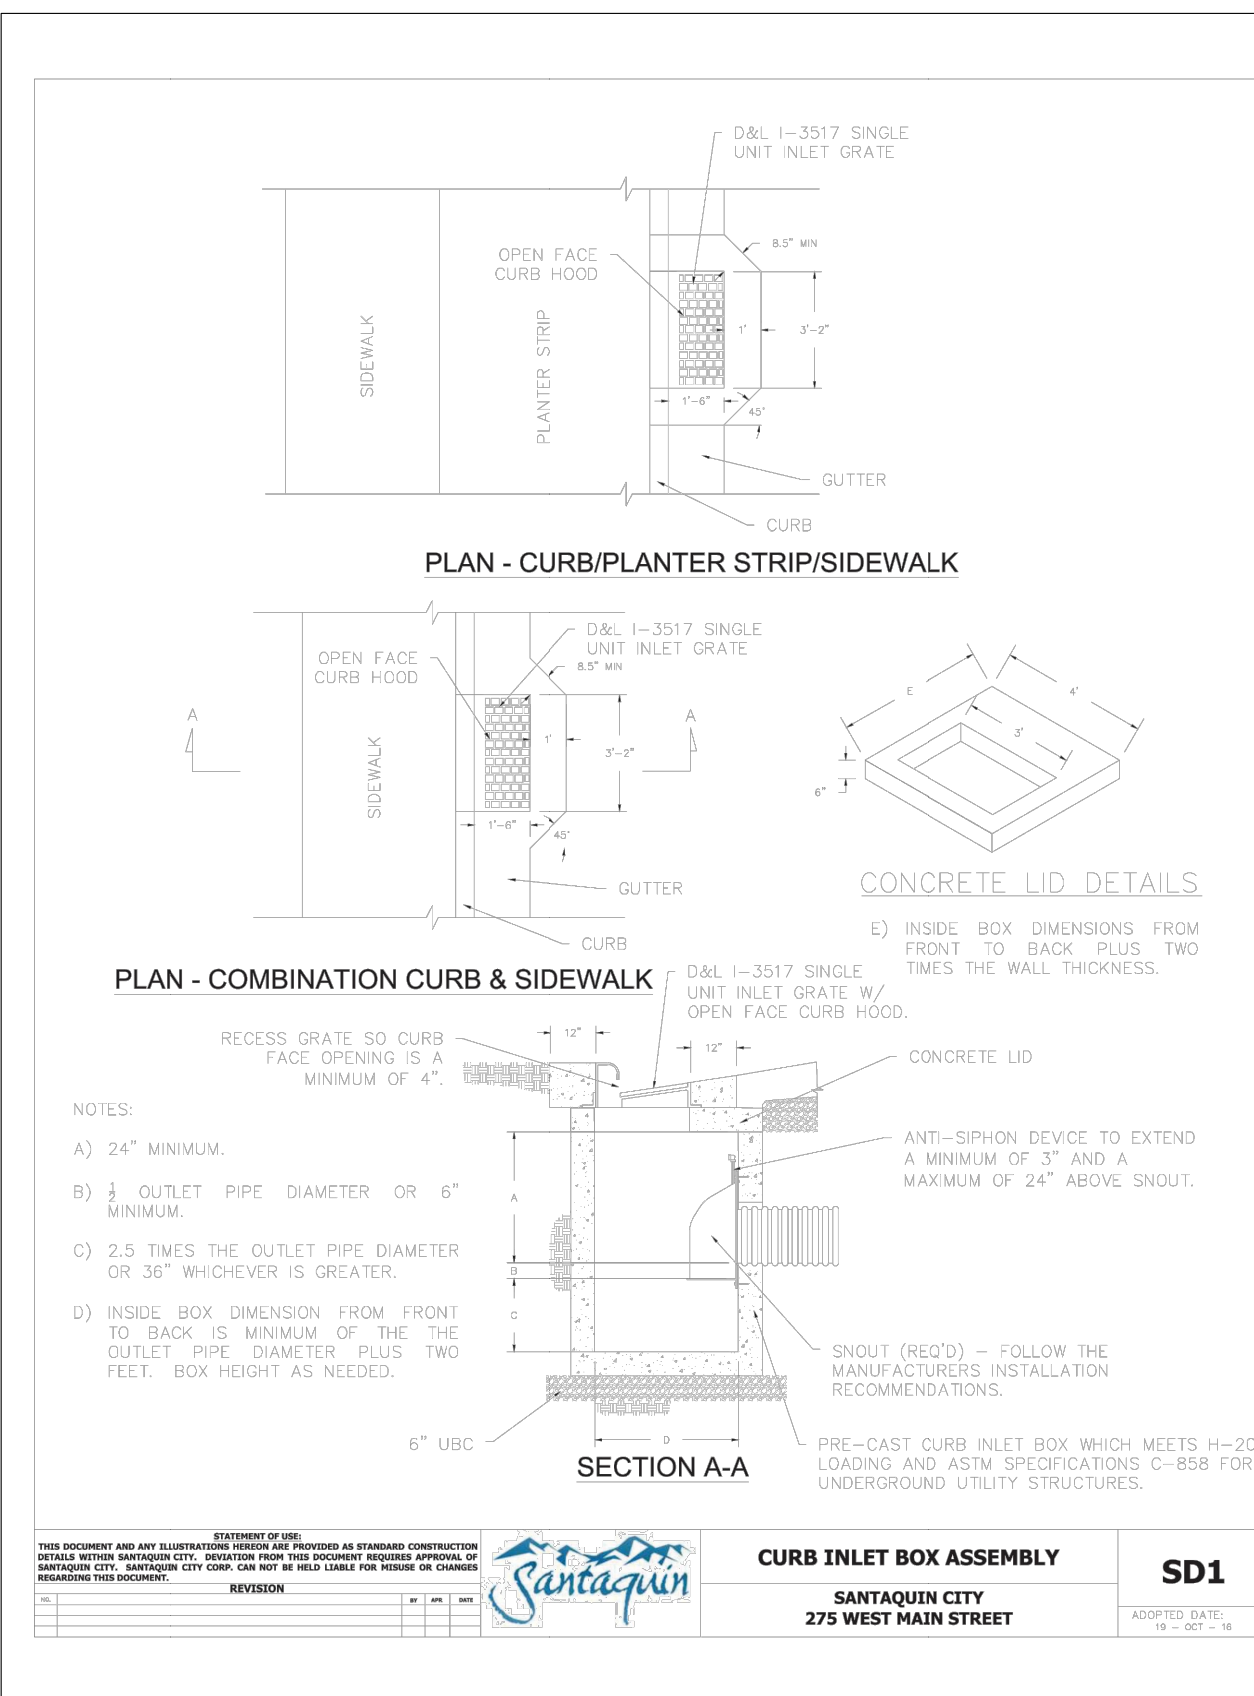 D&L I-3517 SINGLE
UNIT INLET GRATE
8.5" MIN
OPEN FACE
CURB HOOD
SIDEWALK
PLANTER STRIP
1'
3'-2"
1'-6"
45°
GUTTER
CURB
PLAN - CURB/PLANTER STRIP/SIDEWALK
D&L I-3517 SINGLE
UNIT INLET GRATE
8.5" MIN
OPEN FACE
CURB HOOD
A
A
SIDEWALK
1'
3'-2"
1'-6"
45°
GUTTER
CURB
PLAN - COMBINATION CURB & SIDEWALK
E
4'
3'
6"
CONCRETE LID DETAILS
E) INSIDE BOX DIMENSIONS FROM
FRONT TO BACK PLUS TWO
TIMES THE WALL THICKNESS.
D&L I-3517 SINGLE
UNIT INLET GRATE W/
OPEN FACE CURB HOOD.
RECESS GRATE SO CURB
FACE OPENING IS A
MINIMUM OF 4".
12"
12"
CONCRETE LID
NOTES:
A) 24" MINIMUM.
B) ½ OUTLET PIPE DIAMETER OR 6"
MINIMUM.
C) 2.5 TIMES THE OUTLET PIPE DIAMETER
OR 36" WHICHEVER IS GREATER.
D) INSIDE BOX DIMENSION FROM FRONT
TO BACK IS MINIMUM OF THE THE
OUTLET PIPE DIAMETER PLUS TWO
FEET. BOX HEIGHT AS NEEDED.
ANTI-SIPHON DEVICE TO EXTEND
A MINIMUM OF 3" AND A
MAXIMUM OF 24" ABOVE SNOUT.
A
B
C
D
SNOUT (REQ'D) - FOLLOW THE
MANUFACTURERS INSTALLATION
RECOMMENDATIONS.
6" UBC
PRE-CAST CURB INLET BOX WHICH MEETS H-20
LOADING AND ASTM SPECIFICATIONS C-858 FOR
UNDERGROUND UTILITY STRUCTURES.
SECTION A-A
STATEMENT OF USE:
THIS DOCUMENT AND ANY ILLUSTRATIONS HEREON ARE PROVIDED AS STANDARD CONSTRUCTION
DETAILS WITHIN SANTAQUIN CITY. DEVIATION FROM THIS DOCUMENT REQUIRES APPROVAL OF
SANTAQUIN CITY. SANTAQUIN CITY CORP. CAN NOT BE HELD LIABLE FOR MISUSE OR CHANGES
REGARDING THIS DOCUMENT.
REVISION
NO. BY APR. DATE
Santaquin
CURB INLET BOX ASSEMBLY
SANTAQUIN CITY
275 WEST MAIN STREET
SD1
ADOPTED DATE:
19 - OCT - 16